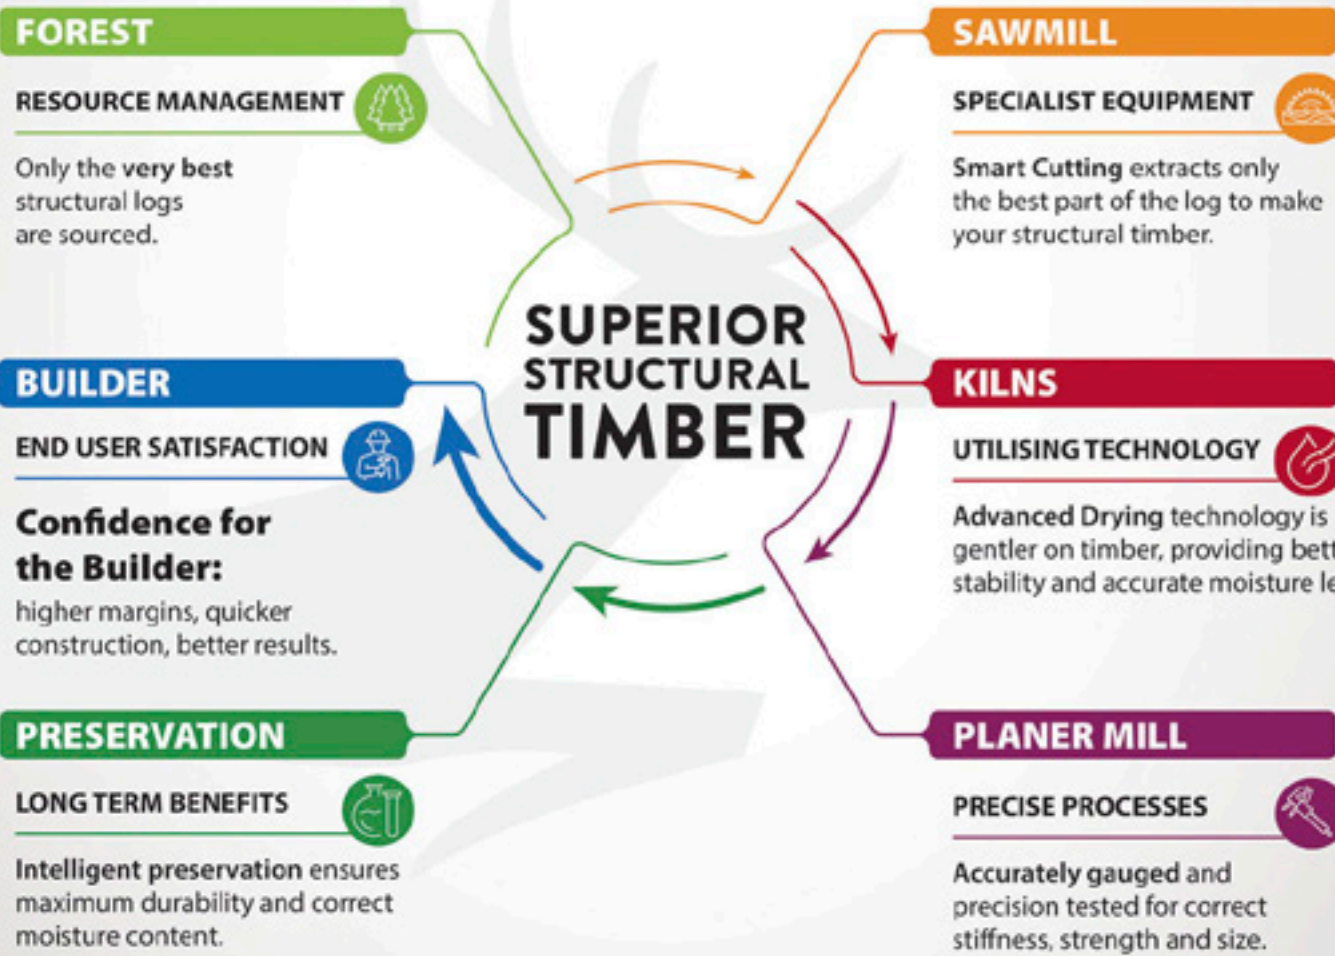 FOREST
RESOURCE MANAGEMENT
Only the very best
structural logs
are sourced.
SAWMILL
SPECIALIST EQUIPMENT
Smart Cutting extracts only
the best part of the log to make
your structural timber.
SUPERIOR
STRUCTURAL
TIMBER
BUILDER
END USER SATISFACTION
Confidence for
the Builder:
higher margins, quicker
construction, better results.
KILNS
UTILISING TECHNOLOGY
Advanced Drying technology is
gentler on timber, providing
stability and accurate moisture
PRESERVATION
LONG TERM BENEFITS
Intelligent preservation ensures
maximum durability and correct
moisture content.
PLANER MILL
PRECISE PROCESSES
Accurately gauged and
precision tested for correct
stiffness, strength and size.